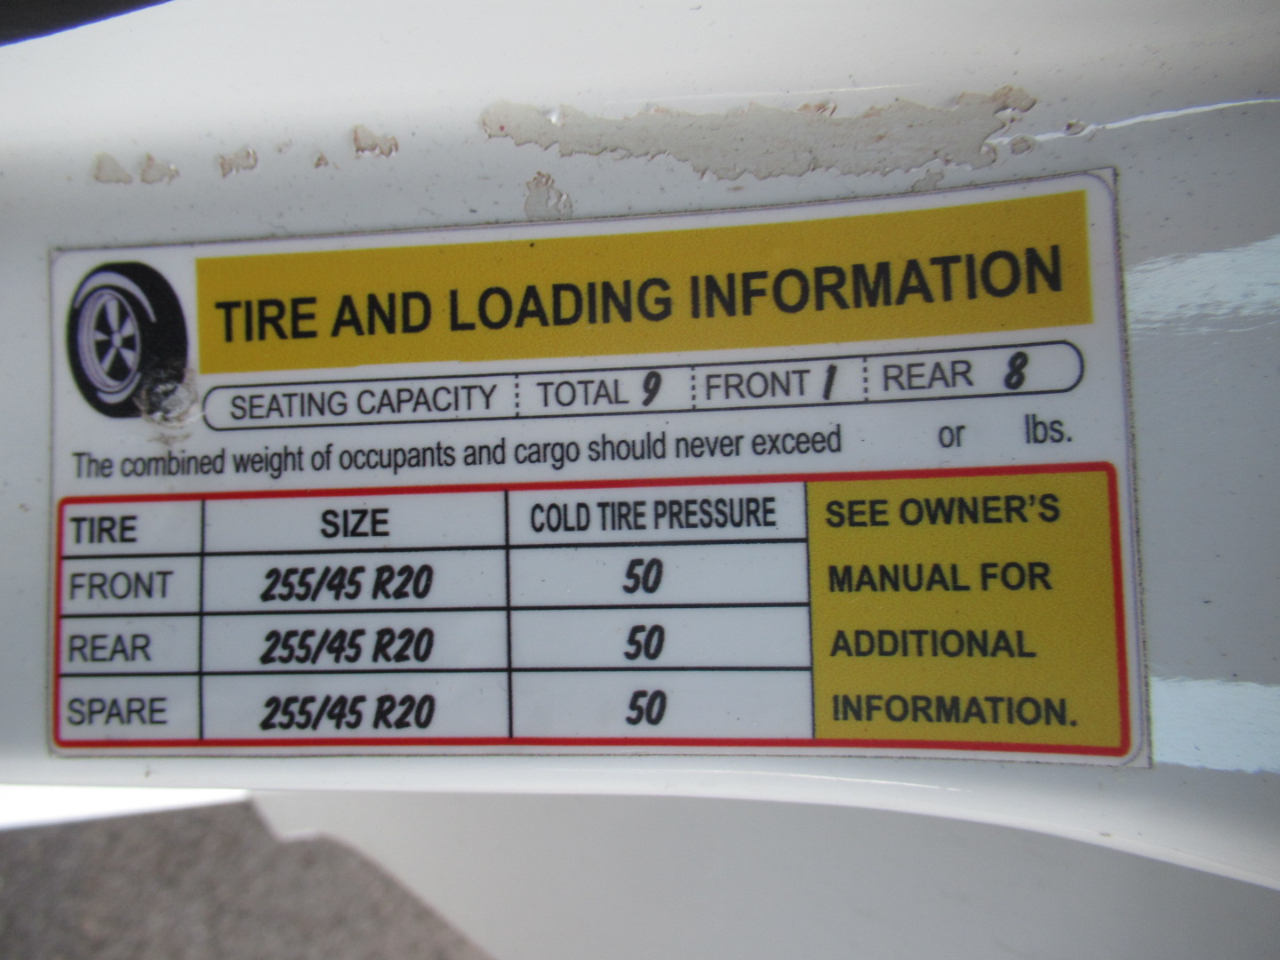 TIRE AND LOADING INFORMATION
SEATING CAPACITY TOTAL 9 FRONT 1 REAR 8
The combined weight of occupants and cargo should never exceed or lbs.
TIRE SIZE COLD TIRE PRESSURE
FRONT 255/45 R20 50
REAR 255/45 R20 50
SPARE 255/45 R20 50
SEE OWNER'S
MANUAL FOR
ADDITIONAL
INFORMATION.